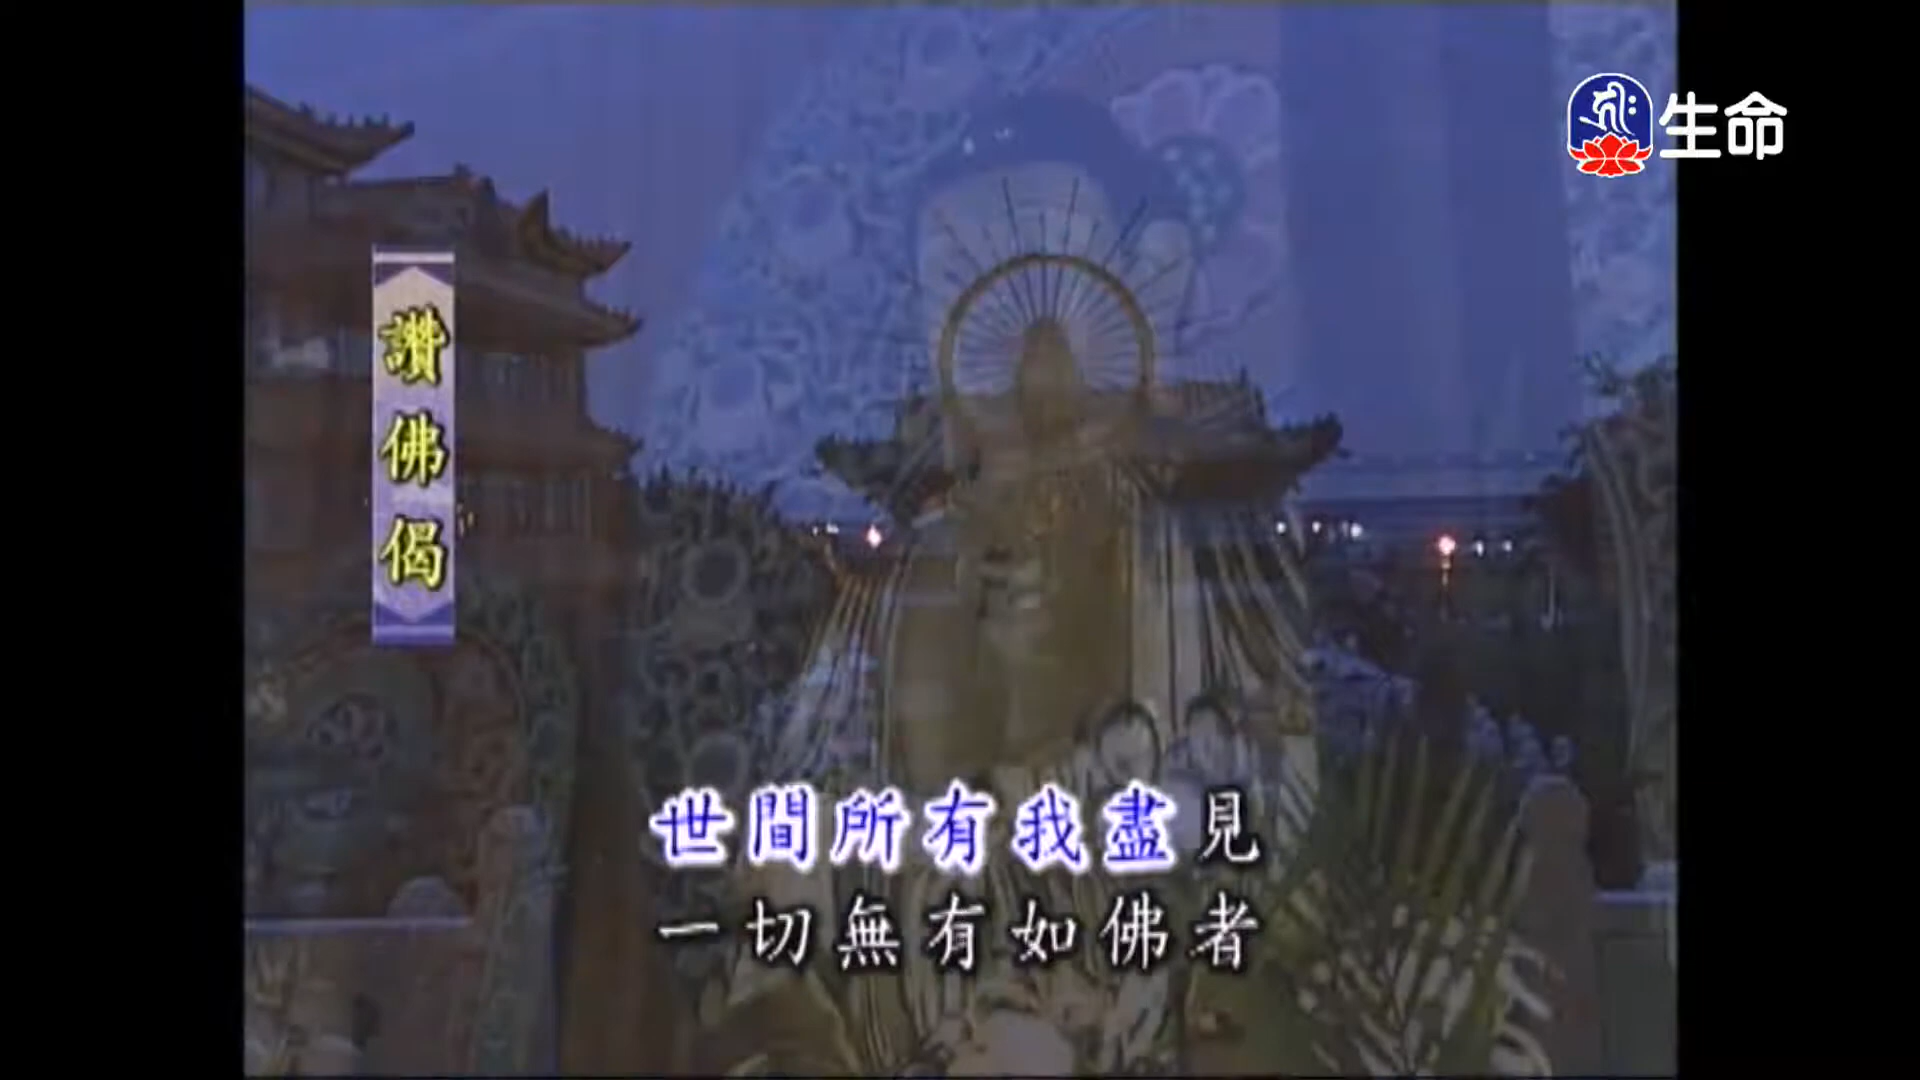 生命
讚佛偈
世間所有我盡見
一切無有如佛者